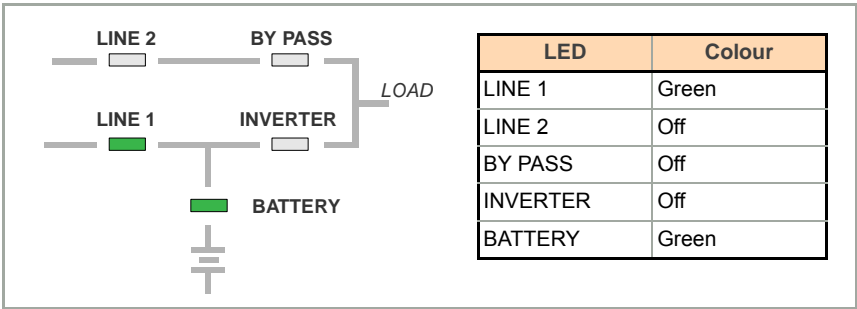 LINE 2 BY PASS
LOAD
LINE 1 INVERTER
BATTERY
LED Colour
LINE 1 Green
LINE 2 Off
BY PASS Off
INVERTER Off
BATTERY Green